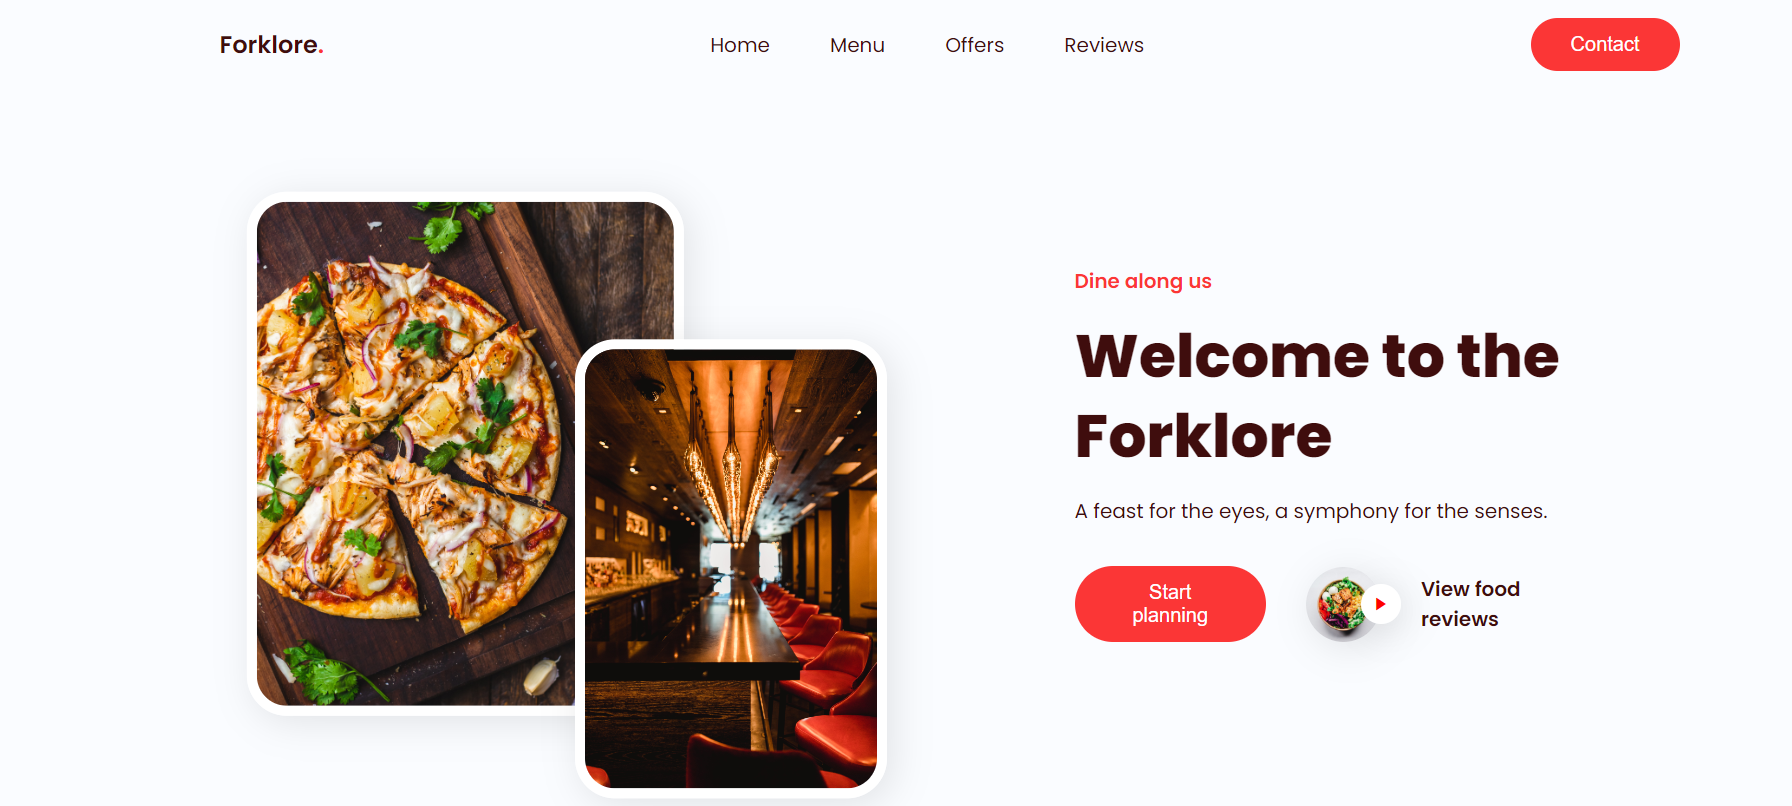 Forklore.
Home
Menu
Offers
Reviews
Contact
Dine along us
Welcome to the
Forklore
A feast for the eyes, a symphony for the senses.
Start
planning
View food
reviews